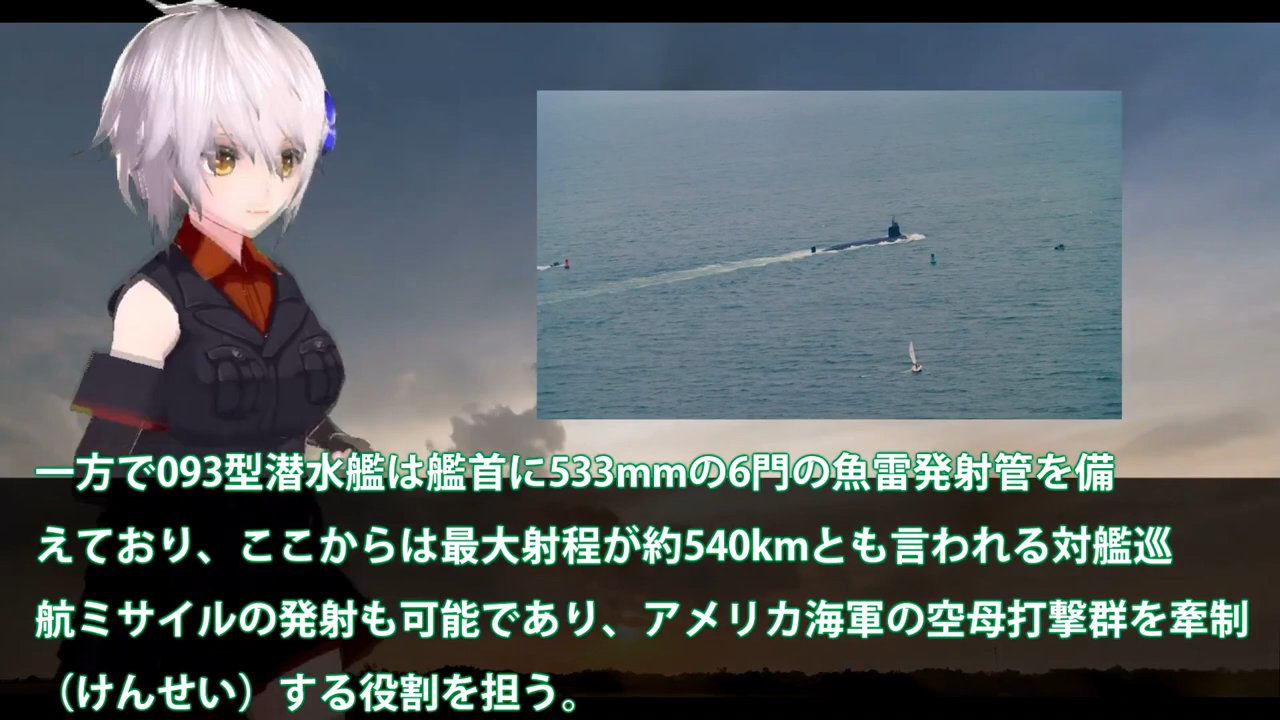 一方で093型潜水艦は艦首に533mmの6門の魚雷発射管を備
えており、ここからは最大射程が約540kmとも言われる対艦巡
航ミサイルの発射も可能であり、アメリカ海軍の空母打撃群を牽制
（けんせい）する役割を担う。